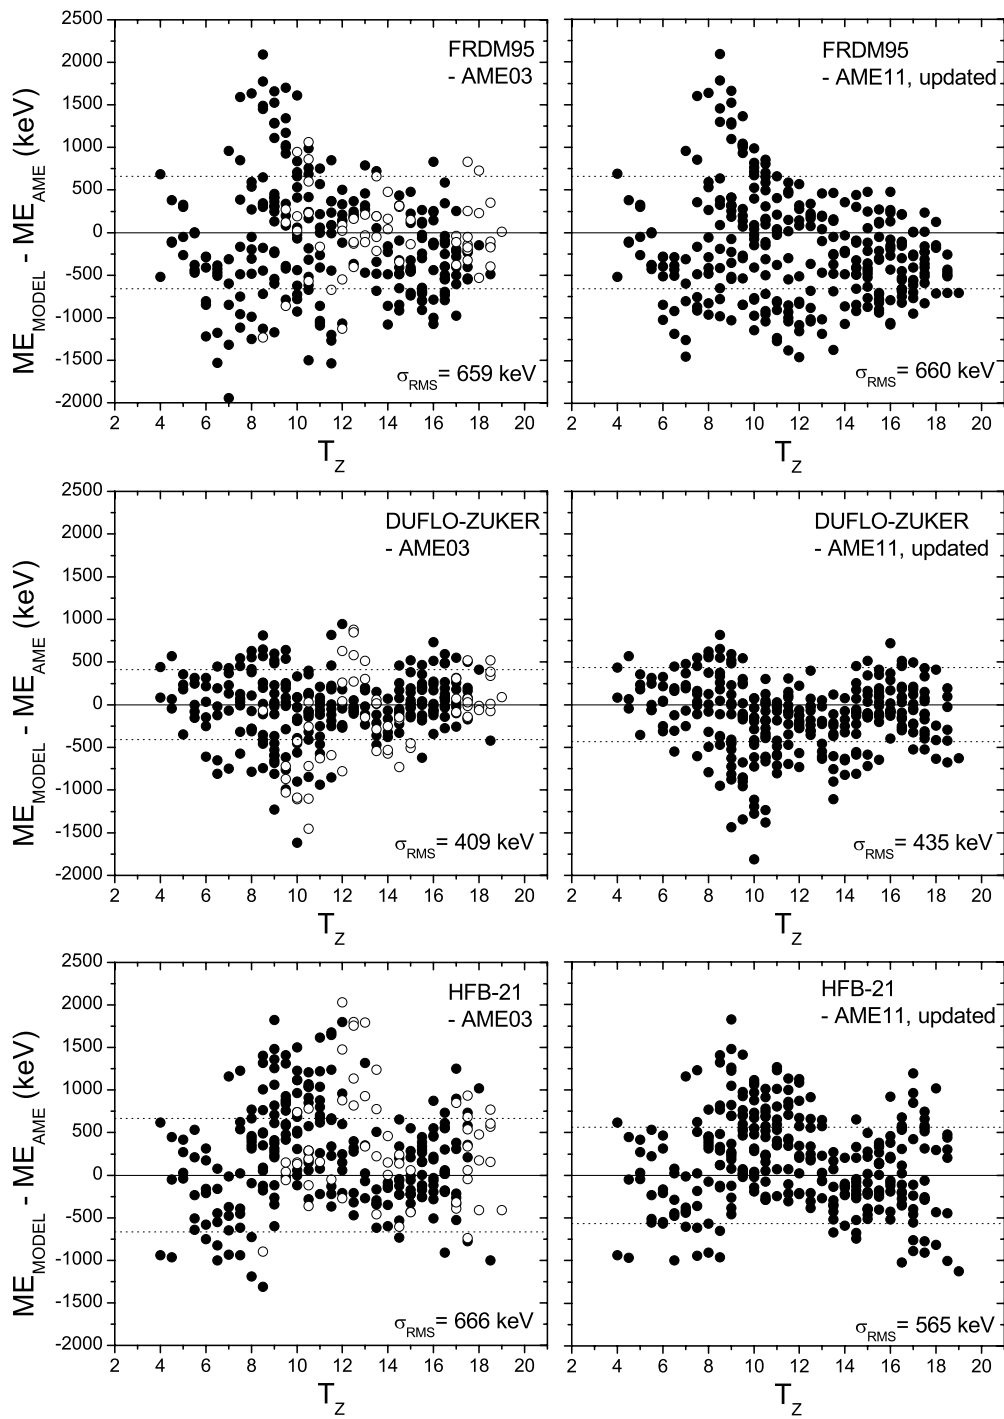 2500
2000
1500
1000
500
0
-500
-1000
-1500
-2000
ME_MODEL - ME_AME (keV)
FRDM95
- AME03
σ_RMS = 659 keV
2 4 6 8 10 12 14 16 18 20
T_Z
FRDM95
- AME11, updated
σ_RMS = 660 keV
2 4 6 8 10 12 14 16 18 20
T_Z
2500
2000
1500
1000
500
0
-500
-1000
-1500
-2000
ME_MODEL - ME_AME (keV)
DUFLO-ZUKER
- AME03
σ_RMS = 409 keV
2 4 6 8 10 12 14 16 18 20
T_Z
DUFLO-ZUKER
- AME11, updated
σ_RMS = 435 keV
2 4 6 8 10 12 14 16 18 20
T_Z
2500
2000
1500
1000
500
0
-500
-1000
-1500
-2000
ME_MODEL - ME_AME (keV)
HFB-21
- AME03
σ_RMS = 666 keV
2 4 6 8 10 12 14 16 18 20
T_Z
HFB-21
- AME11, updated
σ_RMS = 565 keV
2 4 6 8 10 12 14 16 18 20
T_Z